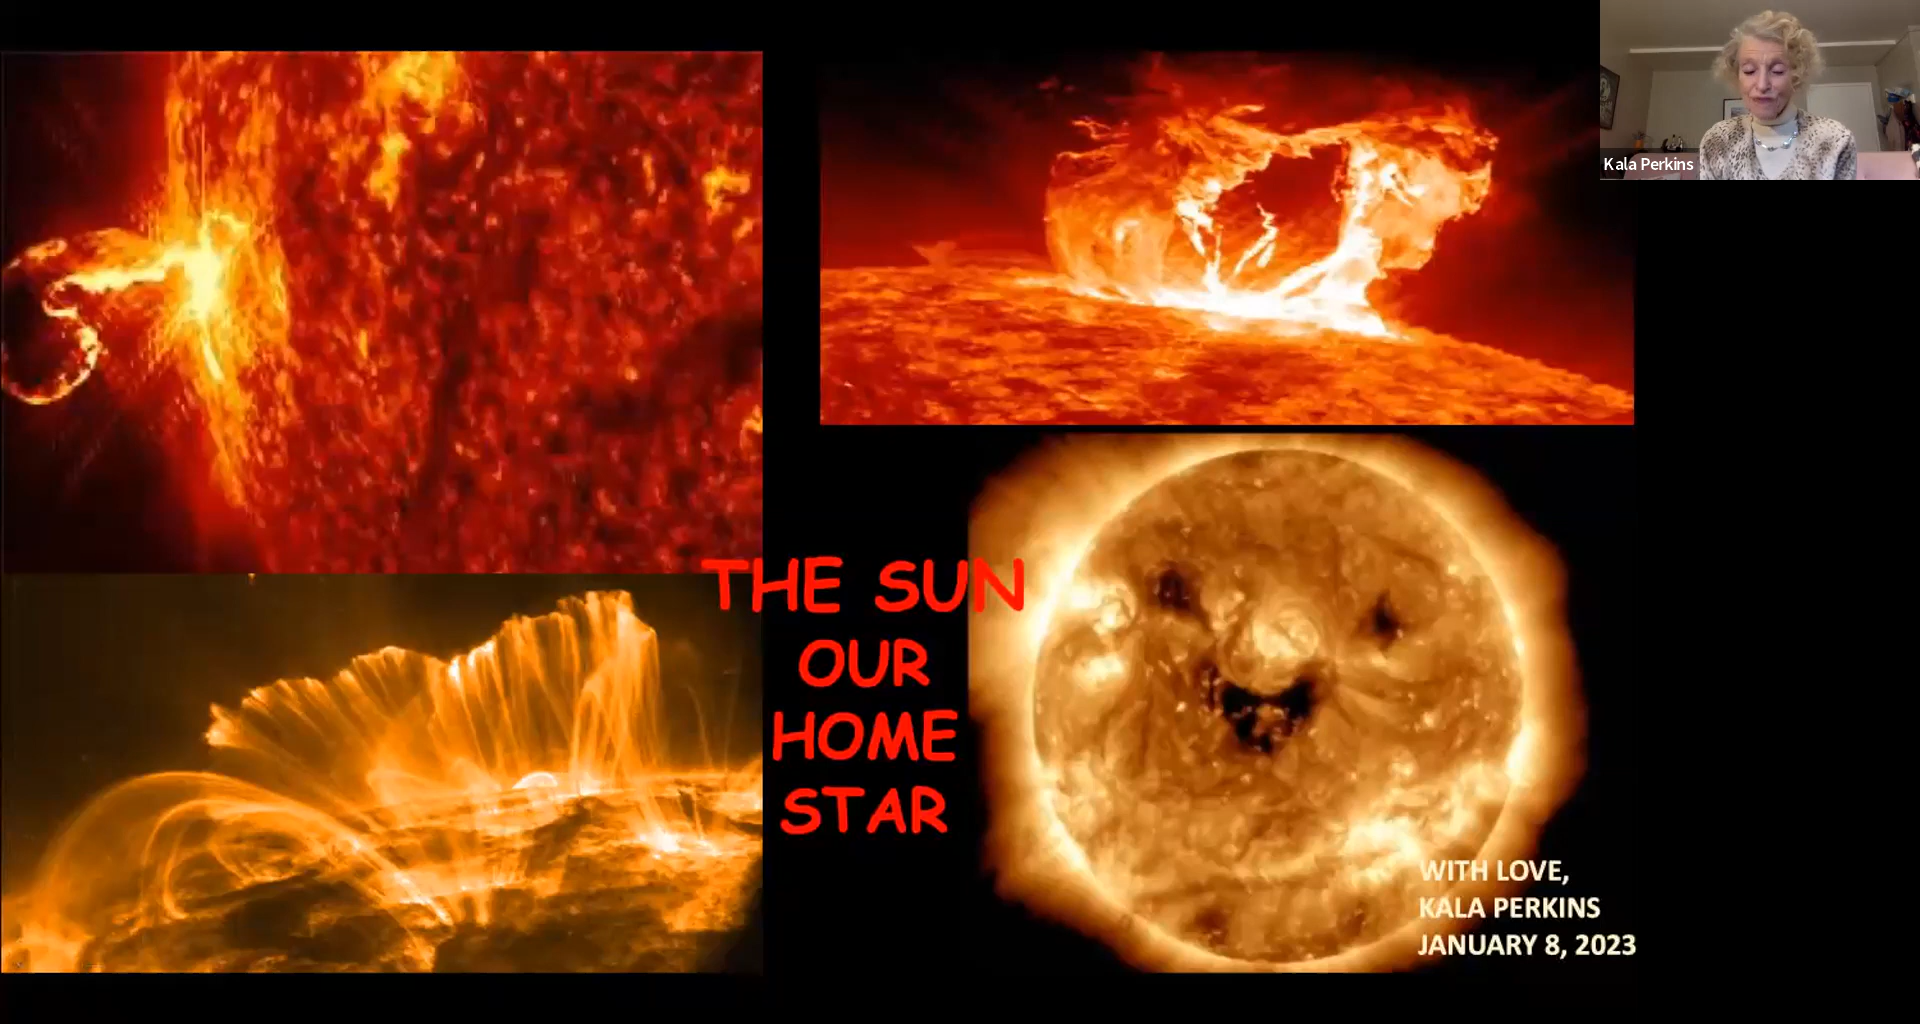 Kala Perkins
THE SUN
OUR
HOME
STAR
WITH LOVE,
KALA PERKINS
JANUARY 8, 2023